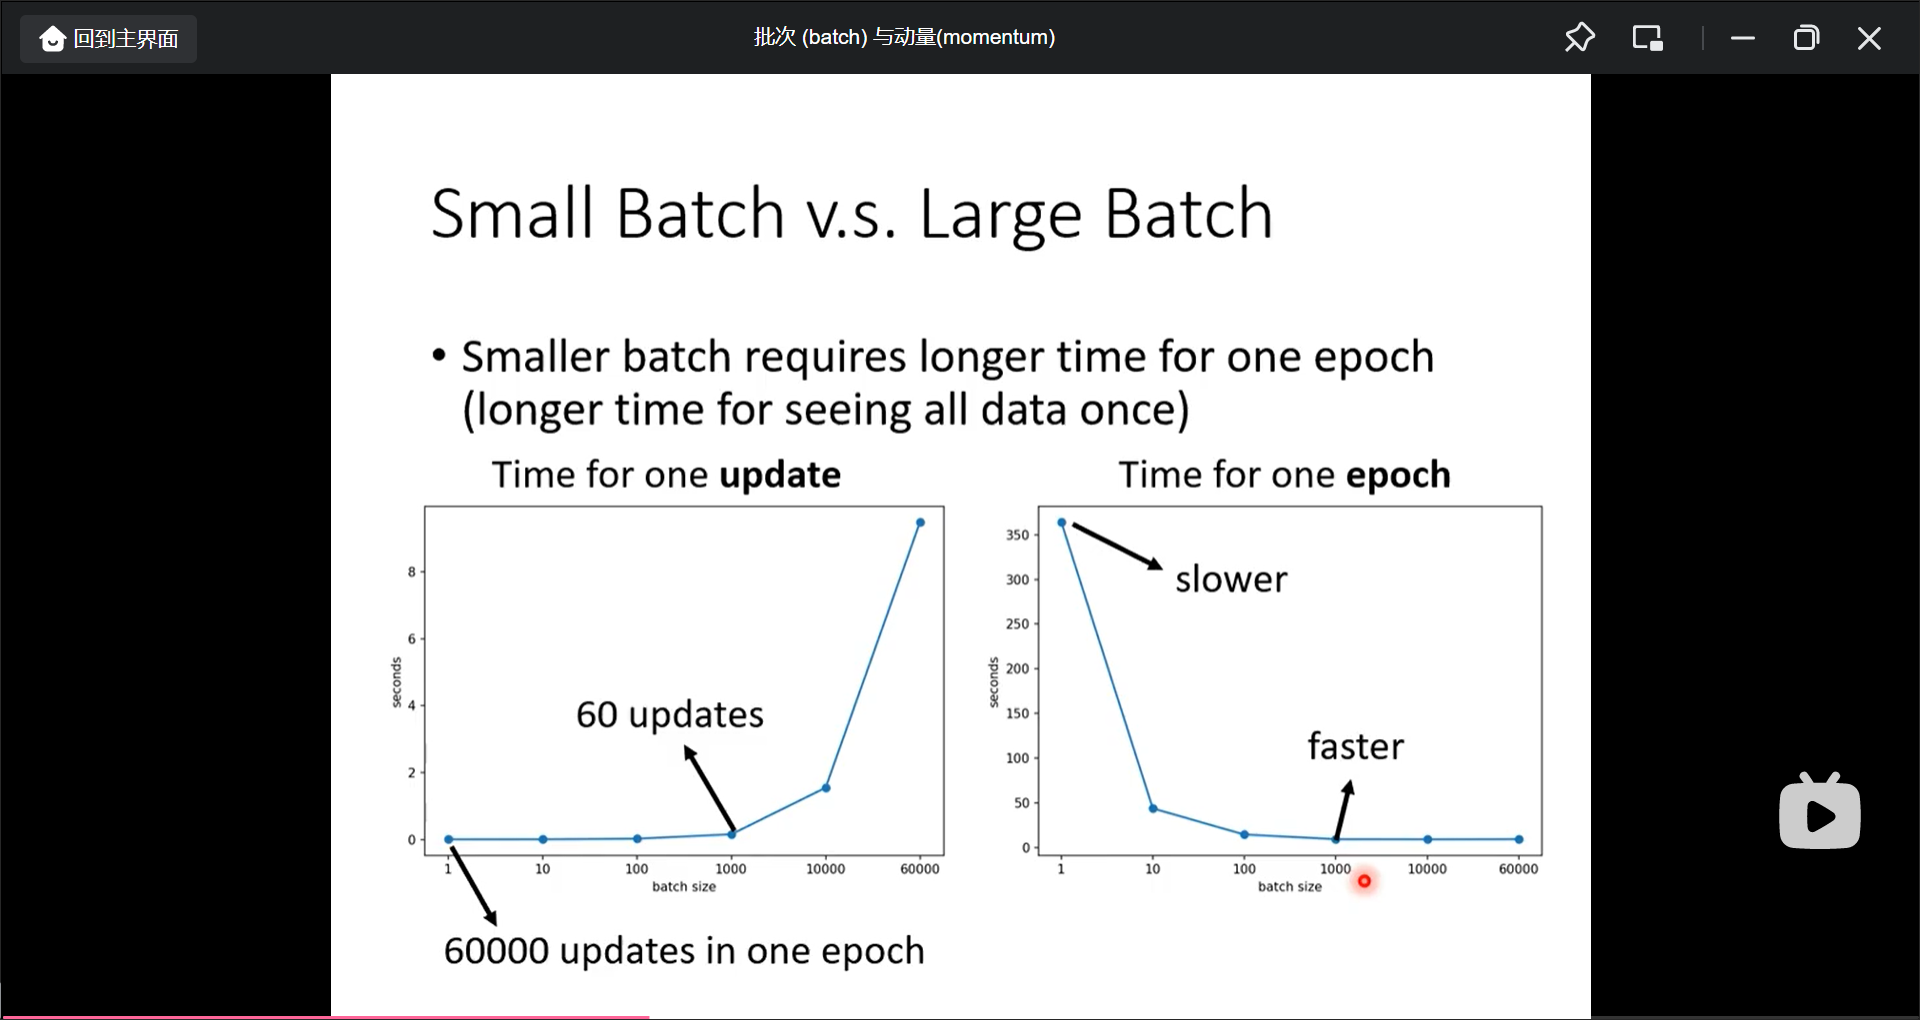 回到主界面
批次 (batch) 与动量(momentum)
Small Batch v.s. Large Batch
• Smaller batch requires longer time for one epoch
(longer time for seeing all data once)
Time for one update
8
6
4
2
0
seconds
60 updates
1 10 100 1000 10000 60000
batch size
60000 updates in one epoch
Time for one epoch
350
300
250
200
150
100
50
0
seconds
slower
faster
1 10 100 1000 10000 60000
batch size